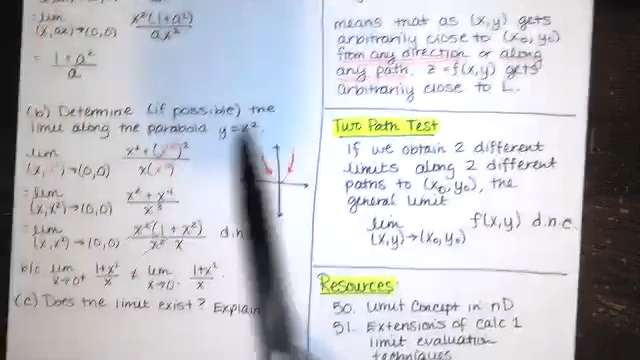 lim x²(1+a²)
(x,ax)→(0,0) ax²
= 1+a²
a
(b) Determine (if possible) the
limit along the parabola y=x².
lim x²+(x²)²
(x,x²)→(0,0) x(x²)
=lim x²+x⁴
(x,x²)→(0,0) x³
=lim x²(1+x²)
(x,x²)→(0,0) x² x
b/c lim 1+x² ≠ lim 1+x².
x→0⁺ x x→0⁻ x
(c) Does the limit exist? Explain
means that as (x,y) gets
arbitrarily close to (x₀,y₀)
from any direction or along
any path, z=f(x,y) gets
arbitrarily close to L.
Two Path Test
If we obtain 2 different
limits along 2 different
paths to (x₀,y₀), the
general limit
lim f(x,y) d.n.e.
(x,y)→(x₀,y₀)
Resources:
50. Limit Concept in nD
51. Extensions of calc 1
limit evaluation
techniques